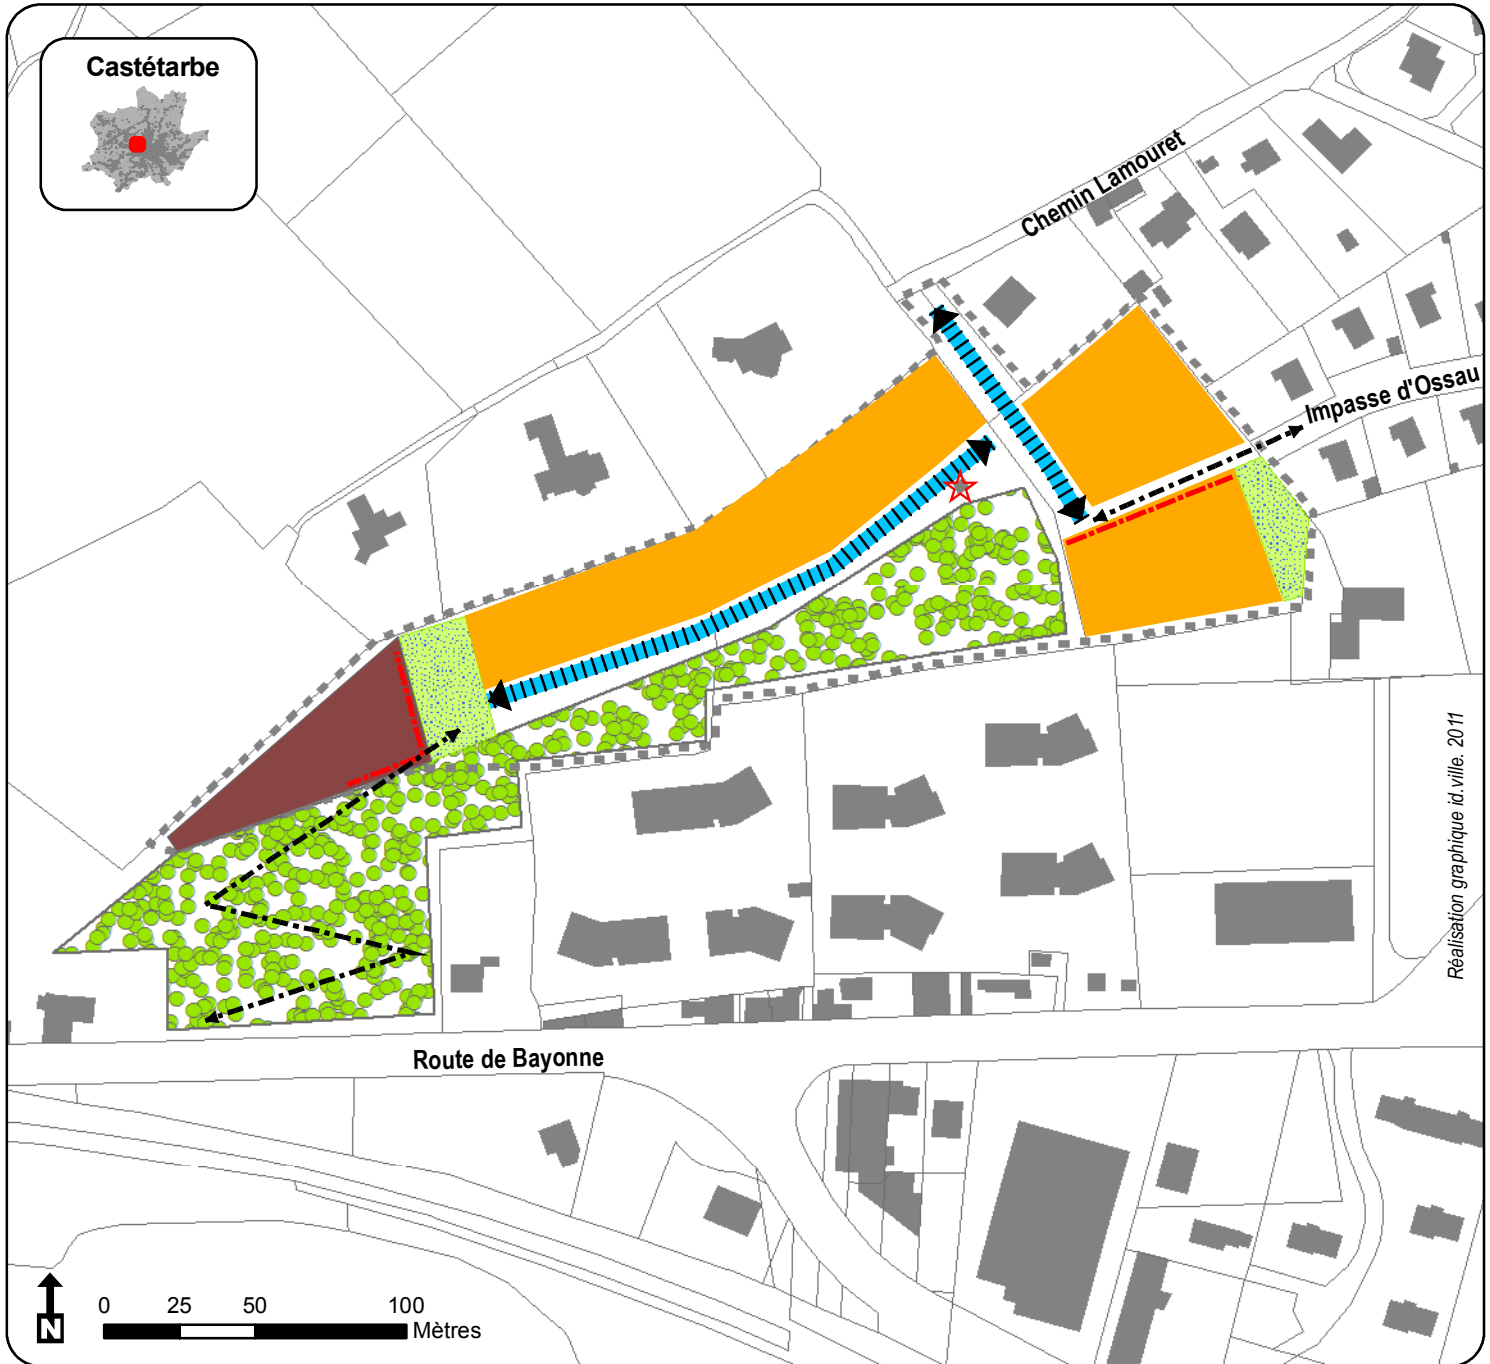 Castétarbe
Chemin Lamouret
Impasse d'Ossau
Réalisation graphique id.ville. 2011
Route de Bayonne
N
0 25 50 100
Mètres